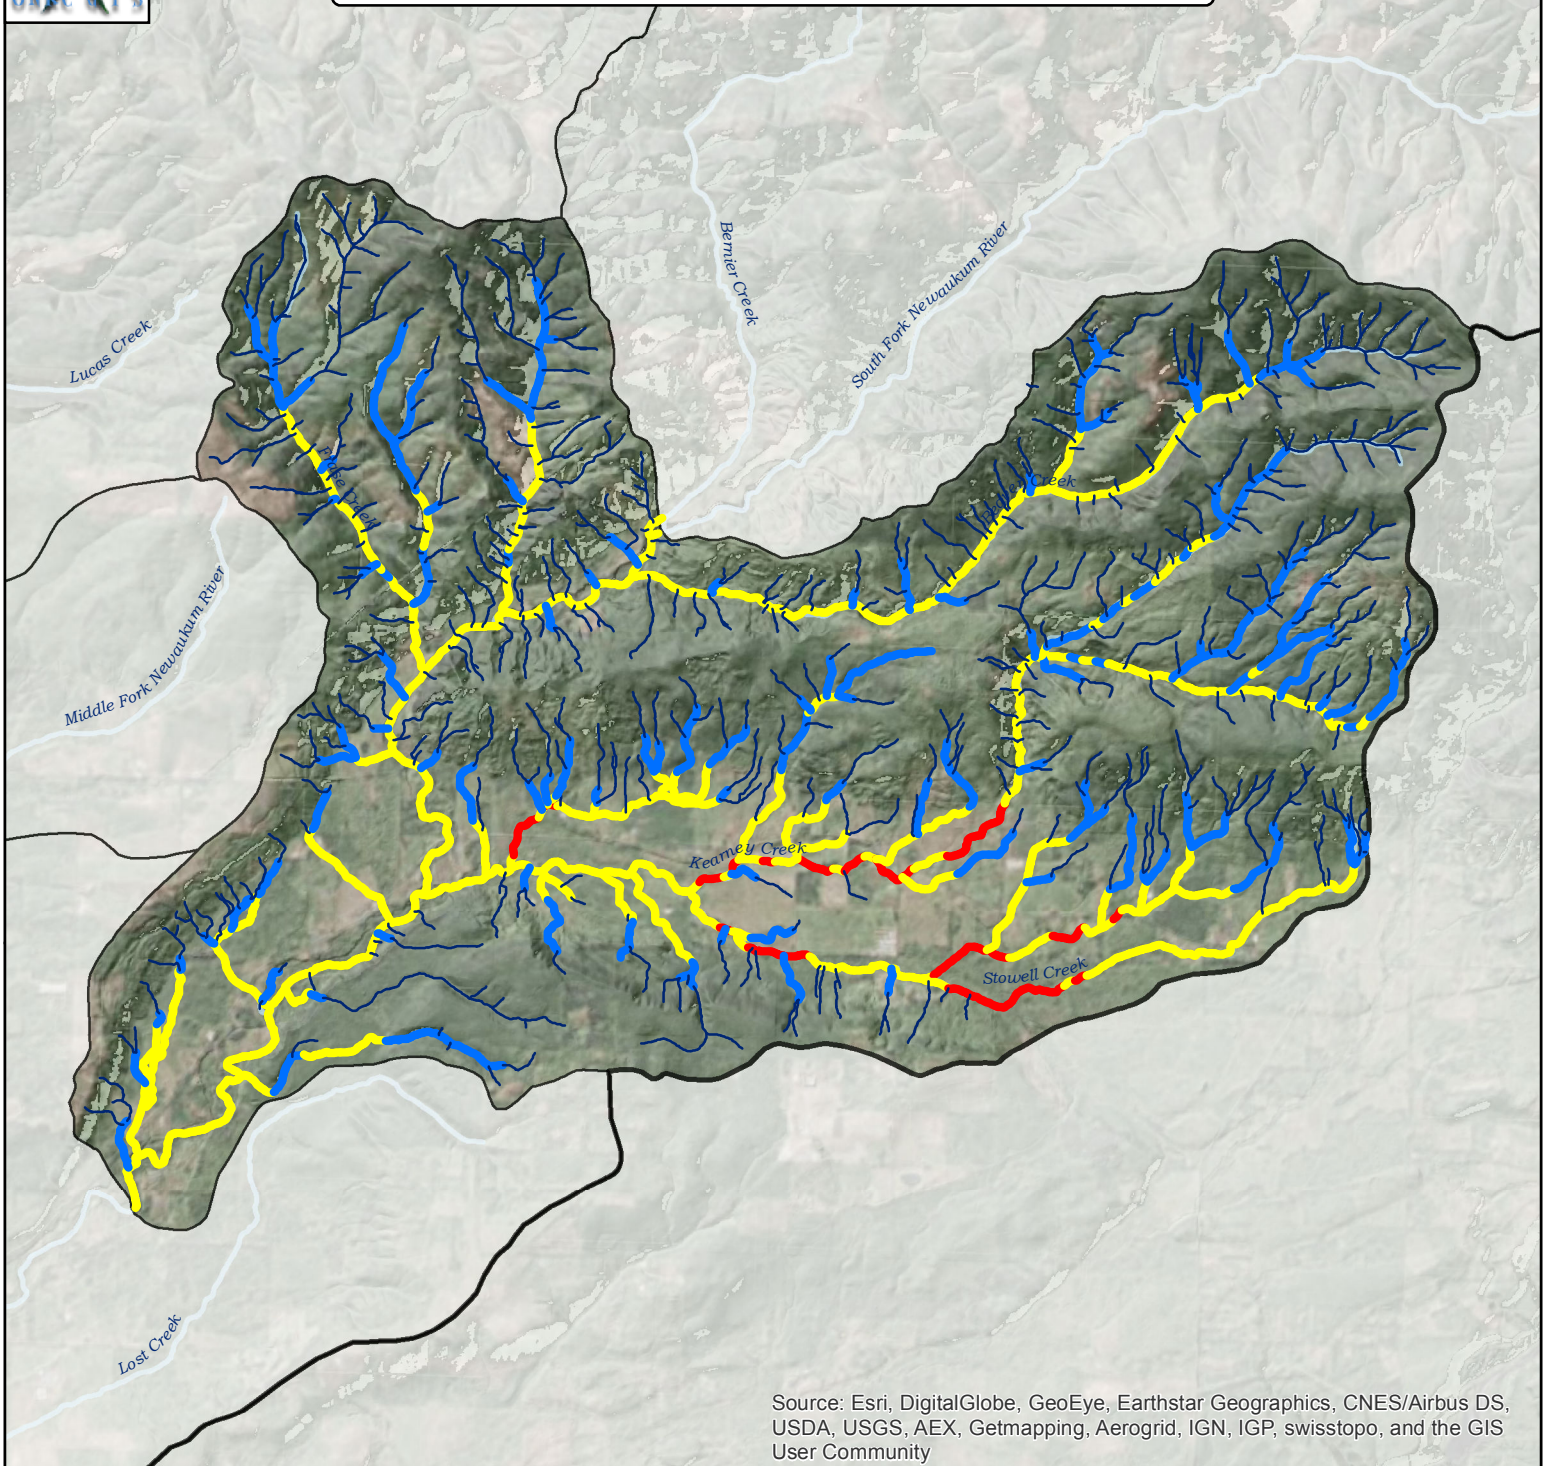 Bernier Creek
South Fork Newaukum River
Lucas Creek
Creek
Creek
Middle Fork Newaukum River
Kearney Creek
Stowell Creek
Lost Creek
Source: Esri, DigitalGlobe, GeoEye, Earthstar Geographics, CNES/Airbus DS,
USDA, USGS, AEX, Getmapping, Aerogrid, IGN, IGP, swisstopo, and the GIS
User Community